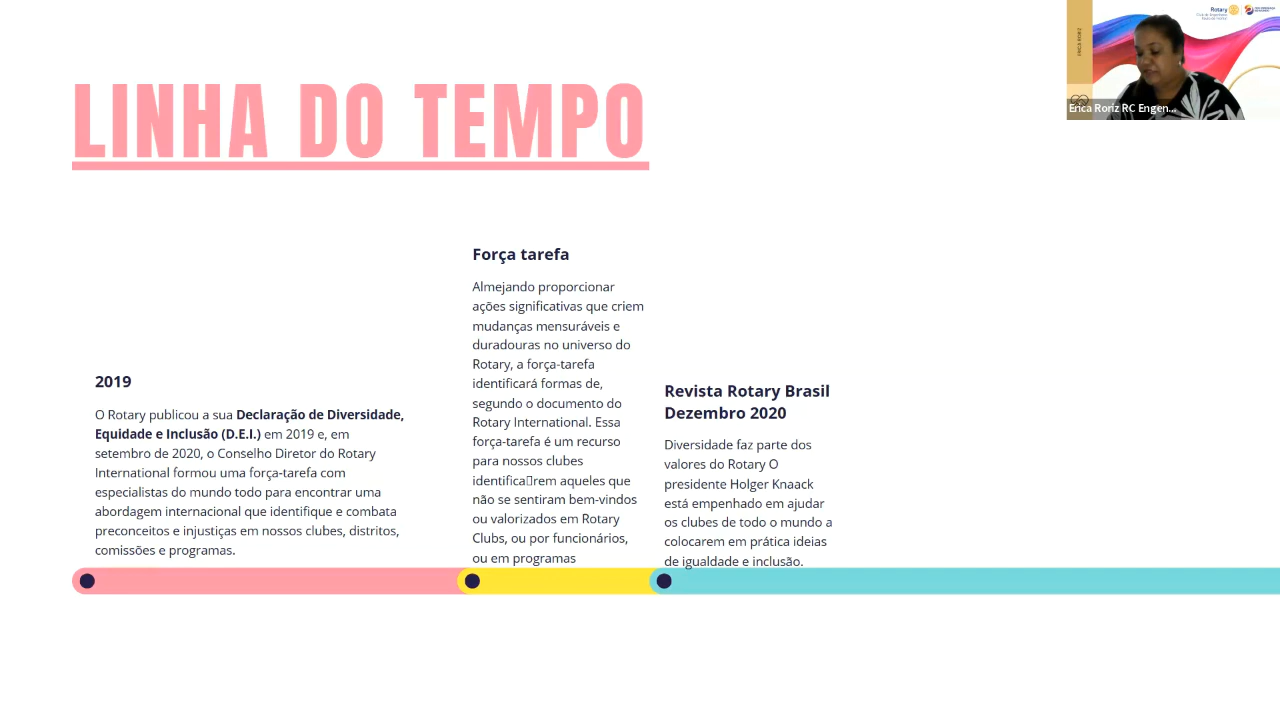 LINHA DO TEMPO
2019
O Rotary publicou a sua Declaração de Diversidade,
Equidade e Inclusão (D.E.I.) em 2019 e, em
setembro de 2020, o Conselho Diretor do Rotary
International formou uma força-tarefa com
especialistas do mundo todo para encontrar uma
abordagem internacional que identifique e combata
preconceitos e injustiças em nossos clubes, distritos,
comissões e programas.
Força tarefa
Almejando proporcionar
ações significativas que criem
mudanças mensuráveis e
duradouras no universo do
Rotary, a força-tarefa
identificará formas de,
segundo o documento do
Rotary International. Essa
força-tarefa é um recurso
para nossos clubes
identifica▯rem aqueles que
não se sentiram bem-vindos
ou valorizados em Rotary
Clubs, ou por funcionários,
ou em programas
Revista Rotary Brasil
Dezembro 2020
Diversidade faz parte dos
valores do Rotary O
presidente Holger Knaack
está empenhado em ajudar
os clubes de todo o mundo a
colocarem em prática ideias
de igualdade e inclusão.
Rotary
ERICA RORIZ
Erica Roriz RC Engen...